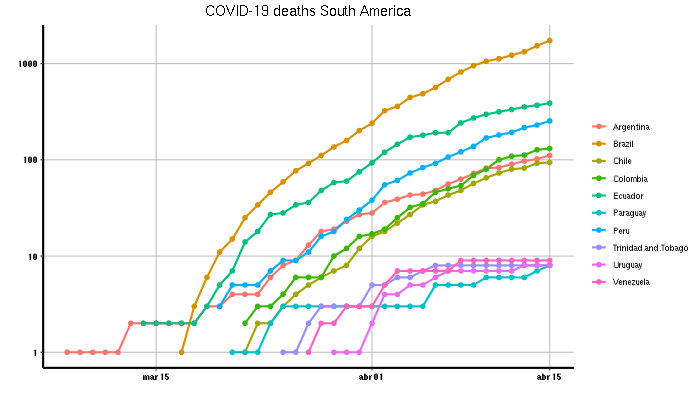 COVID-19 deaths South America
1000
100
10
1
mar 15
abr 01
abr 15
Argentina
Brazil
Chile
Colombia
Ecuador
Paraguay
Peru
Trinidad.and.Tobago
Uruguay
Venezuela